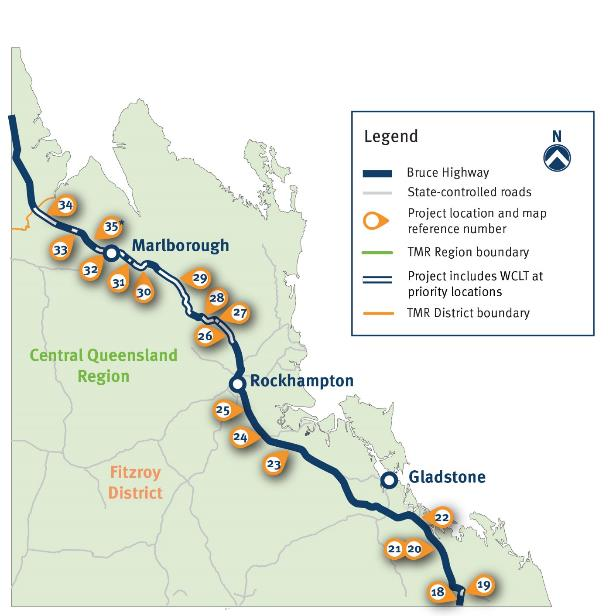 Legend
N
Bruce Highway
State-controlled roads
Project location and map
reference number
TMR Region boundary
Project includes WCLT at
priority locations
TMR District boundary
34
35*
33
Marlborough
32
31
30
29
28
27
26
Central Queensland
Region
Rockhampton
25
24
23
Fitzroy
District
Gladstone
22
21 20
19
18